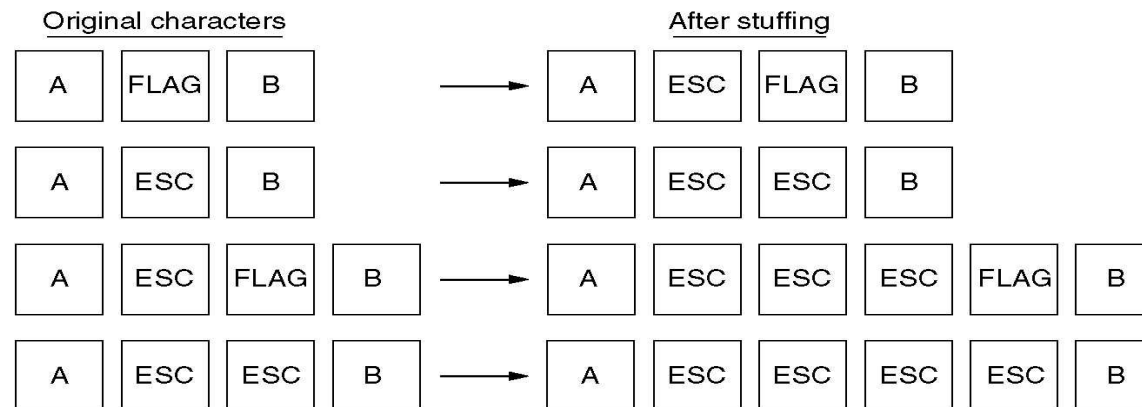 Original characters After stuffing
A FLAG B A ESC FLAG B
A ESC B A ESC ESC B
A ESC FLAG B A ESC ESC ESC FLAG B
A ESC ESC B A ESC ESC ESC ESC B